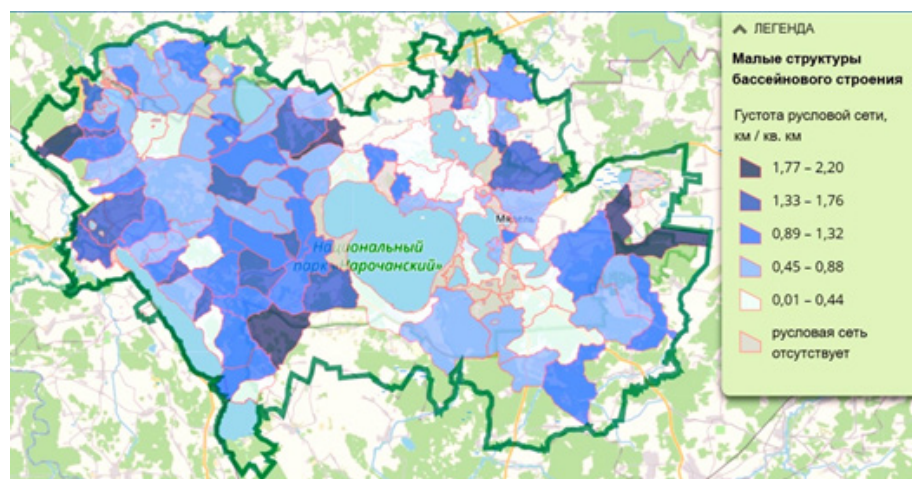 ЛЕГЕНДА
Малые структуры
бассейнового строения
Густота русловой сети,
км / кв. км
1,77 – 2,20
1,33 – 1,76
0,89 – 1,32
0,45 – 0,88
0,01 – 0,44
русловая сеть
отсутствует
Мядель
Национальный
парк «Нарочанский»